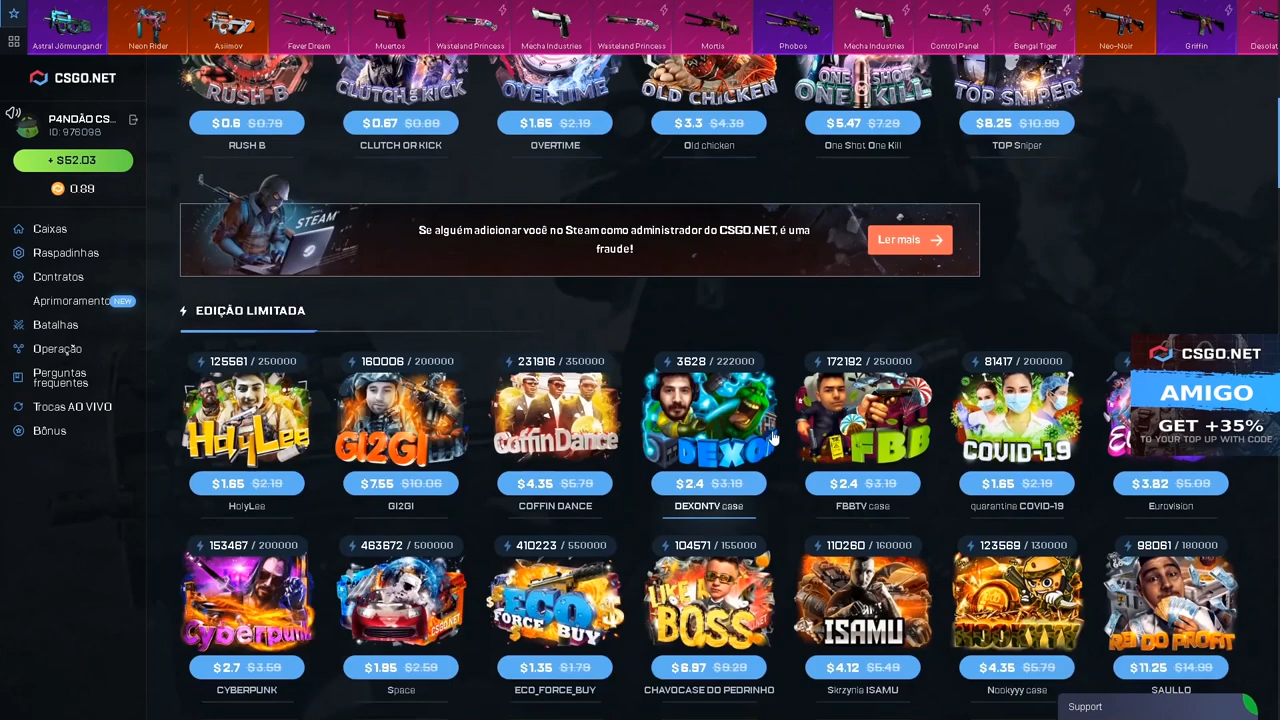 Astral Jörmungandr
Neon Rider
Asiimov
Fever Dream
Muertos
Wasteland Princess
Mecha Industries
Wasteland Princess
Mortis
Phobos
Mecha Industries
Control Panel
Bengal Tiger
Neo-Noir
Griffin
Desolat
CSGO.NET
P4NDÃO CS...
ID: 976098
+ $52.03
0.89
Caixas
Raspadinhas
Contratos
Aprimoramento NEW
Batalhas
Operação
Perguntas
frequentes
Trocas AO VIVO
Bônus
RUSH B
CLUTCH OR KICK
OVERTIME
OLD CHICKEN
ONE SHOT
ONE KILL
TOP SNIPER
$0.6 $0.79
$0.67 $0.89
$1.65 $2.19
$3.3 $4.39
$5.47 $7.29
$8.25 $10.99
RUSH B
CLUTCH OR KICK
OVERTIME
Old chicken
One Shot One Kill
TOP Sniper
STEAM
Se alguém adicionar você no Steam como administrador do CSGO.NET, é uma
fraude!
Ler mais
EDIÇÃO LIMITADA
125561 / 250000
160006 / 200000
231916 / 350000
3628 / 222000
172192 / 250000
81417 / 200000
HolyLee
GI2GI
Coffin Dance
DEXO
FBB
COVID-19
$1.65 $2.19
$7.55 $10.06
$4.35 $5.79
$2.4 $3.19
$2.4 $3.19
$1.65 $2.19
$3.82 $5.09
HolyLee
GI2GI
COFFIN DANCE
DEXONTV case
FBBTV case
quarantine COVID-19
Eurovision
CSGO.NET
AMIGO
GET +35%
TO YOUR TOP UP WITH CODE
153467 / 200000
463672 / 500000
410223 / 550000
104571 / 155000
110260 / 160000
123569 / 130000
98061 / 180000
Cyberpunk
CSGO.NET
ECO
FORCE BUY
LIKE A
BOSS
ISAMU
NOOKYYY
REI DO PROFIT
$2.7 $3.59
$1.95 $2.59
$1.35 $1.79
$6.97 $9.29
$4.12 $5.49
$4.35 $5.79
$11.25 $14.99
CYBERPUNK
Space
ECO_FORCE_BUY
CHAVOCASE DO PEDRINHO
Skrzynia ISAMU
Nookyyy case
SAULLO
Support